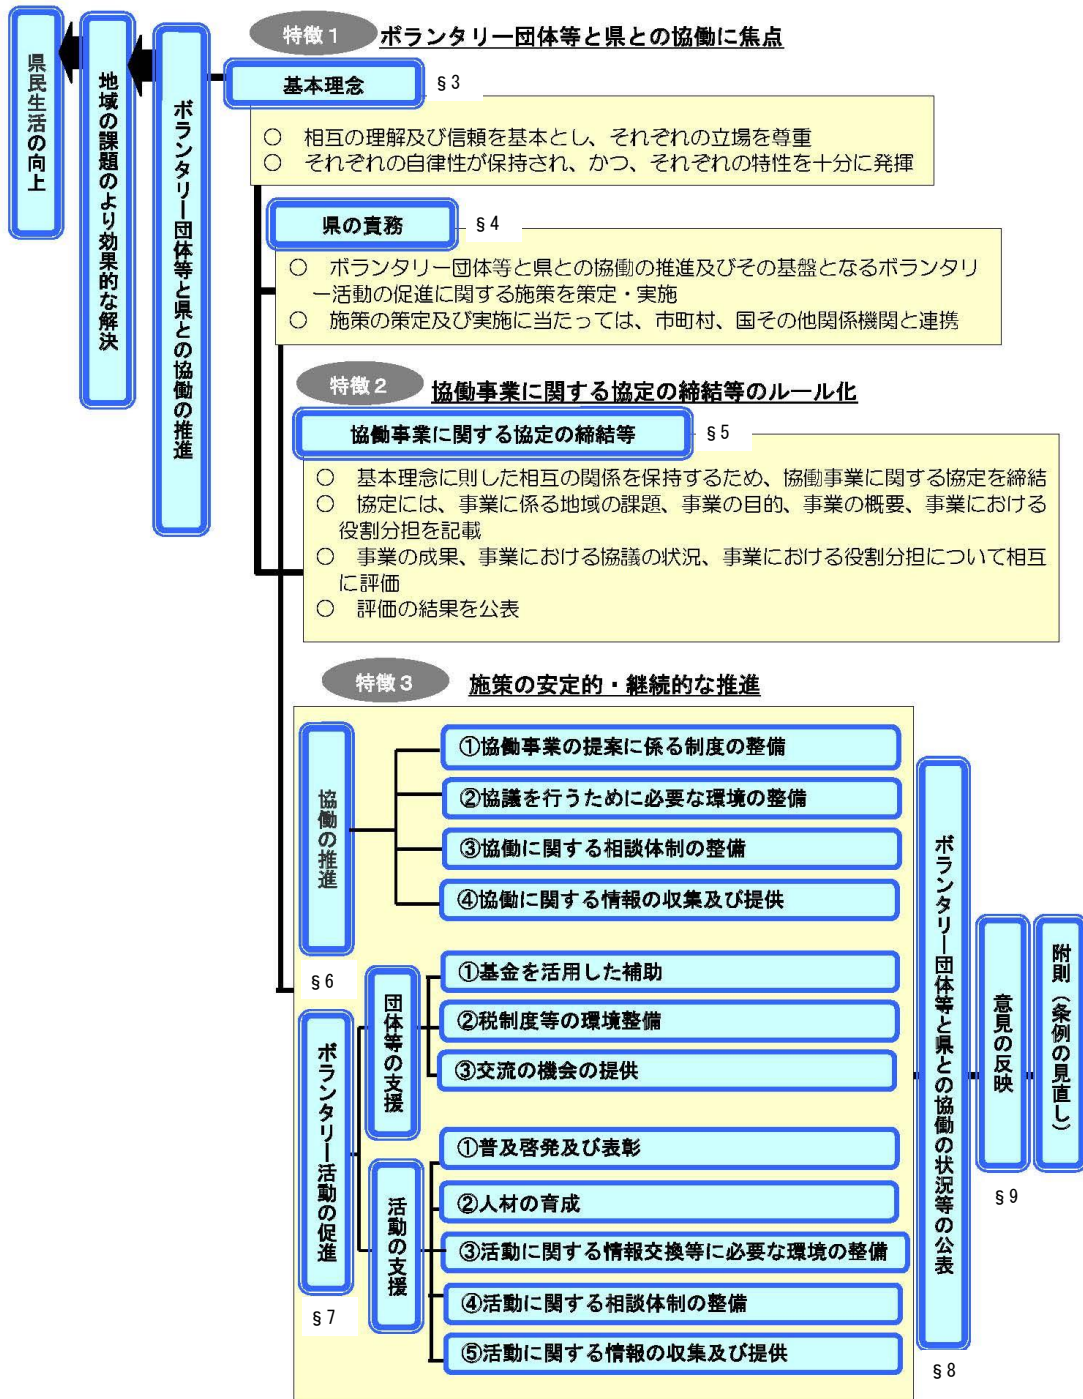 特徴１
ボランタリー団体等と県との協働に焦点
県民生活の向上
地域の課題のより効果的な解決
ボランタリー団体等と県との協働の推進
基本理念
§3
○　相互の理解及び信頼を基本とし、それぞれの立場を尊重
○　それぞれの自律性が保持され、かつ、それぞれの特性を十分に発揮
県の責務
§4
○　ボランタリー団体等と県との協働の推進及びその基盤となるボランタリ
ー活動の促進に関する施策を策定・実施
○　施策の策定及び実施に当たっては、市町村、国その他関係機関と連携
特徴２
協働事業に関する協定の締結等のルール化
協働事業に関する協定の締結等
§5
○　基本理念に則した相互の関係を保持するため、協働事業に関する協定を締結
○　協定には、事業に係る地域の課題、事業の目的、事業の概要、事業における
役割分担を記載
○　事業の成果、事業における協議の状況、事業における役割分担について相互
に評価
○　評価の結果を公表
特徴３
施策の安定的・継続的な推進
協働の推進
§6
①協働事業の提案に係る制度の整備
②協議を行うために必要な環境の整備
③協働に関する相談体制の整備
④協働に関する情報の収集及び提供
ボランタリー活動の促進
§7
団体等の支援
①基金を活用した補助
②税制度等の環境整備
③交流の機会の提供
活動の支援
①普及啓発及び表彰
②人材の育成
③活動に関する情報交換等に必要な環境の整備
④活動に関する相談体制の整備
⑤活動に関する情報の収集及び提供
ボランタリー団体等と県との協働の状況等の公表
§8
意見の反映
§9
附則（条例の見直し）